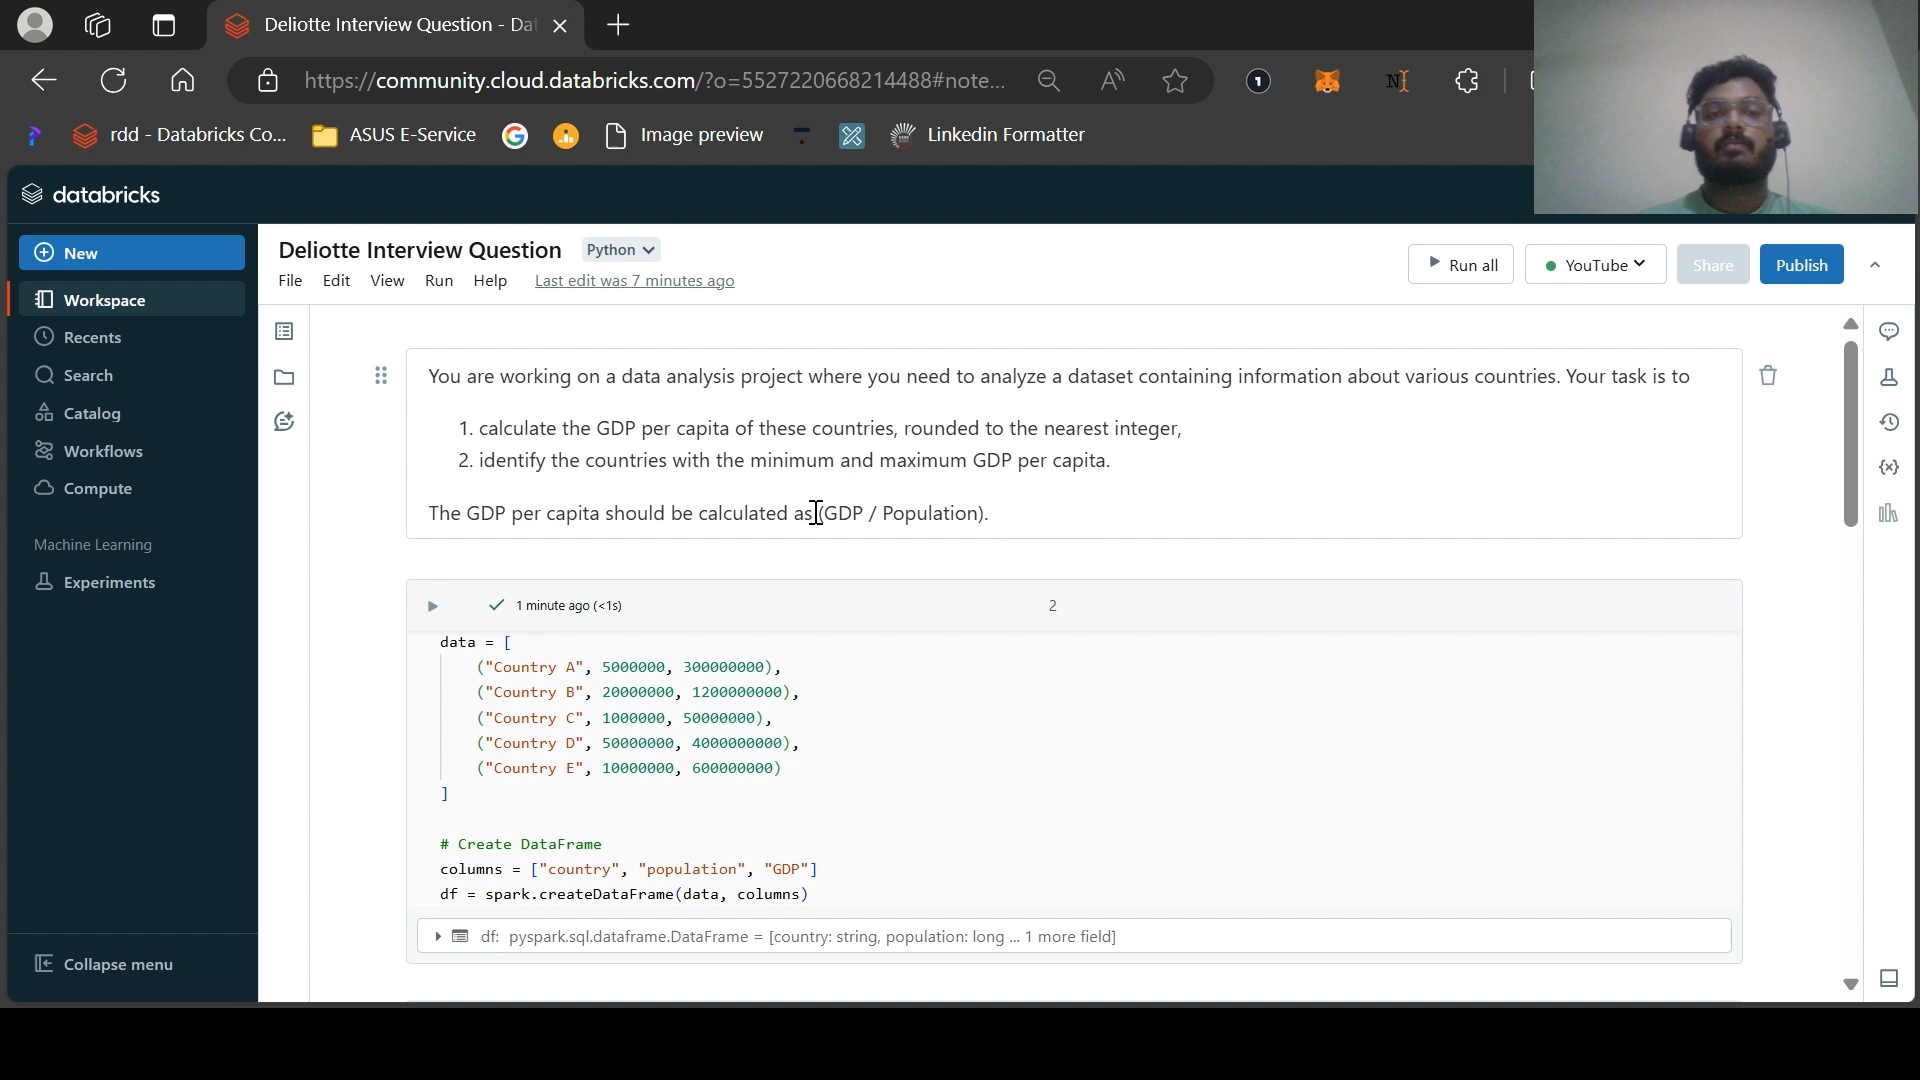 Deliotte Interview Question - Dat
https://community.cloud.databricks.com/?o=5527220668214488#note...
rdd - Databricks Co...
ASUS E-Service
Image preview
Linkedin Formatter
databricks
New
Workspace
Recents
Search
Catalog
Workflows
Compute
Machine Learning
Experiments
Collapse menu
Deliotte Interview Question
Python
File Edit View Run Help Last edit was 7 minutes ago
Run all
YouTube
Share
Publish
You are working on a data analysis project where you need to analyze a dataset containing information about various countries. Your task is to
1. calculate the GDP per capita of these countries, rounded to the nearest integer,
2. identify the countries with the minimum and maximum GDP per capita.
The GDP per capita should be calculated as (GDP / Population).
1 minute ago (<1s)
2
data = [
("Country A", 5000000, 300000000),
("Country B", 20000000, 1200000000),
("Country C", 1000000, 50000000),
("Country D", 50000000, 4000000000),
("Country E", 10000000, 600000000)
]
# Create DataFrame
columns = ["country", "population", "GDP"]
df = spark.createDataFrame(data, columns)
df: pyspark.sql.dataframe.DataFrame = [country: string, population: long ... 1 more field]